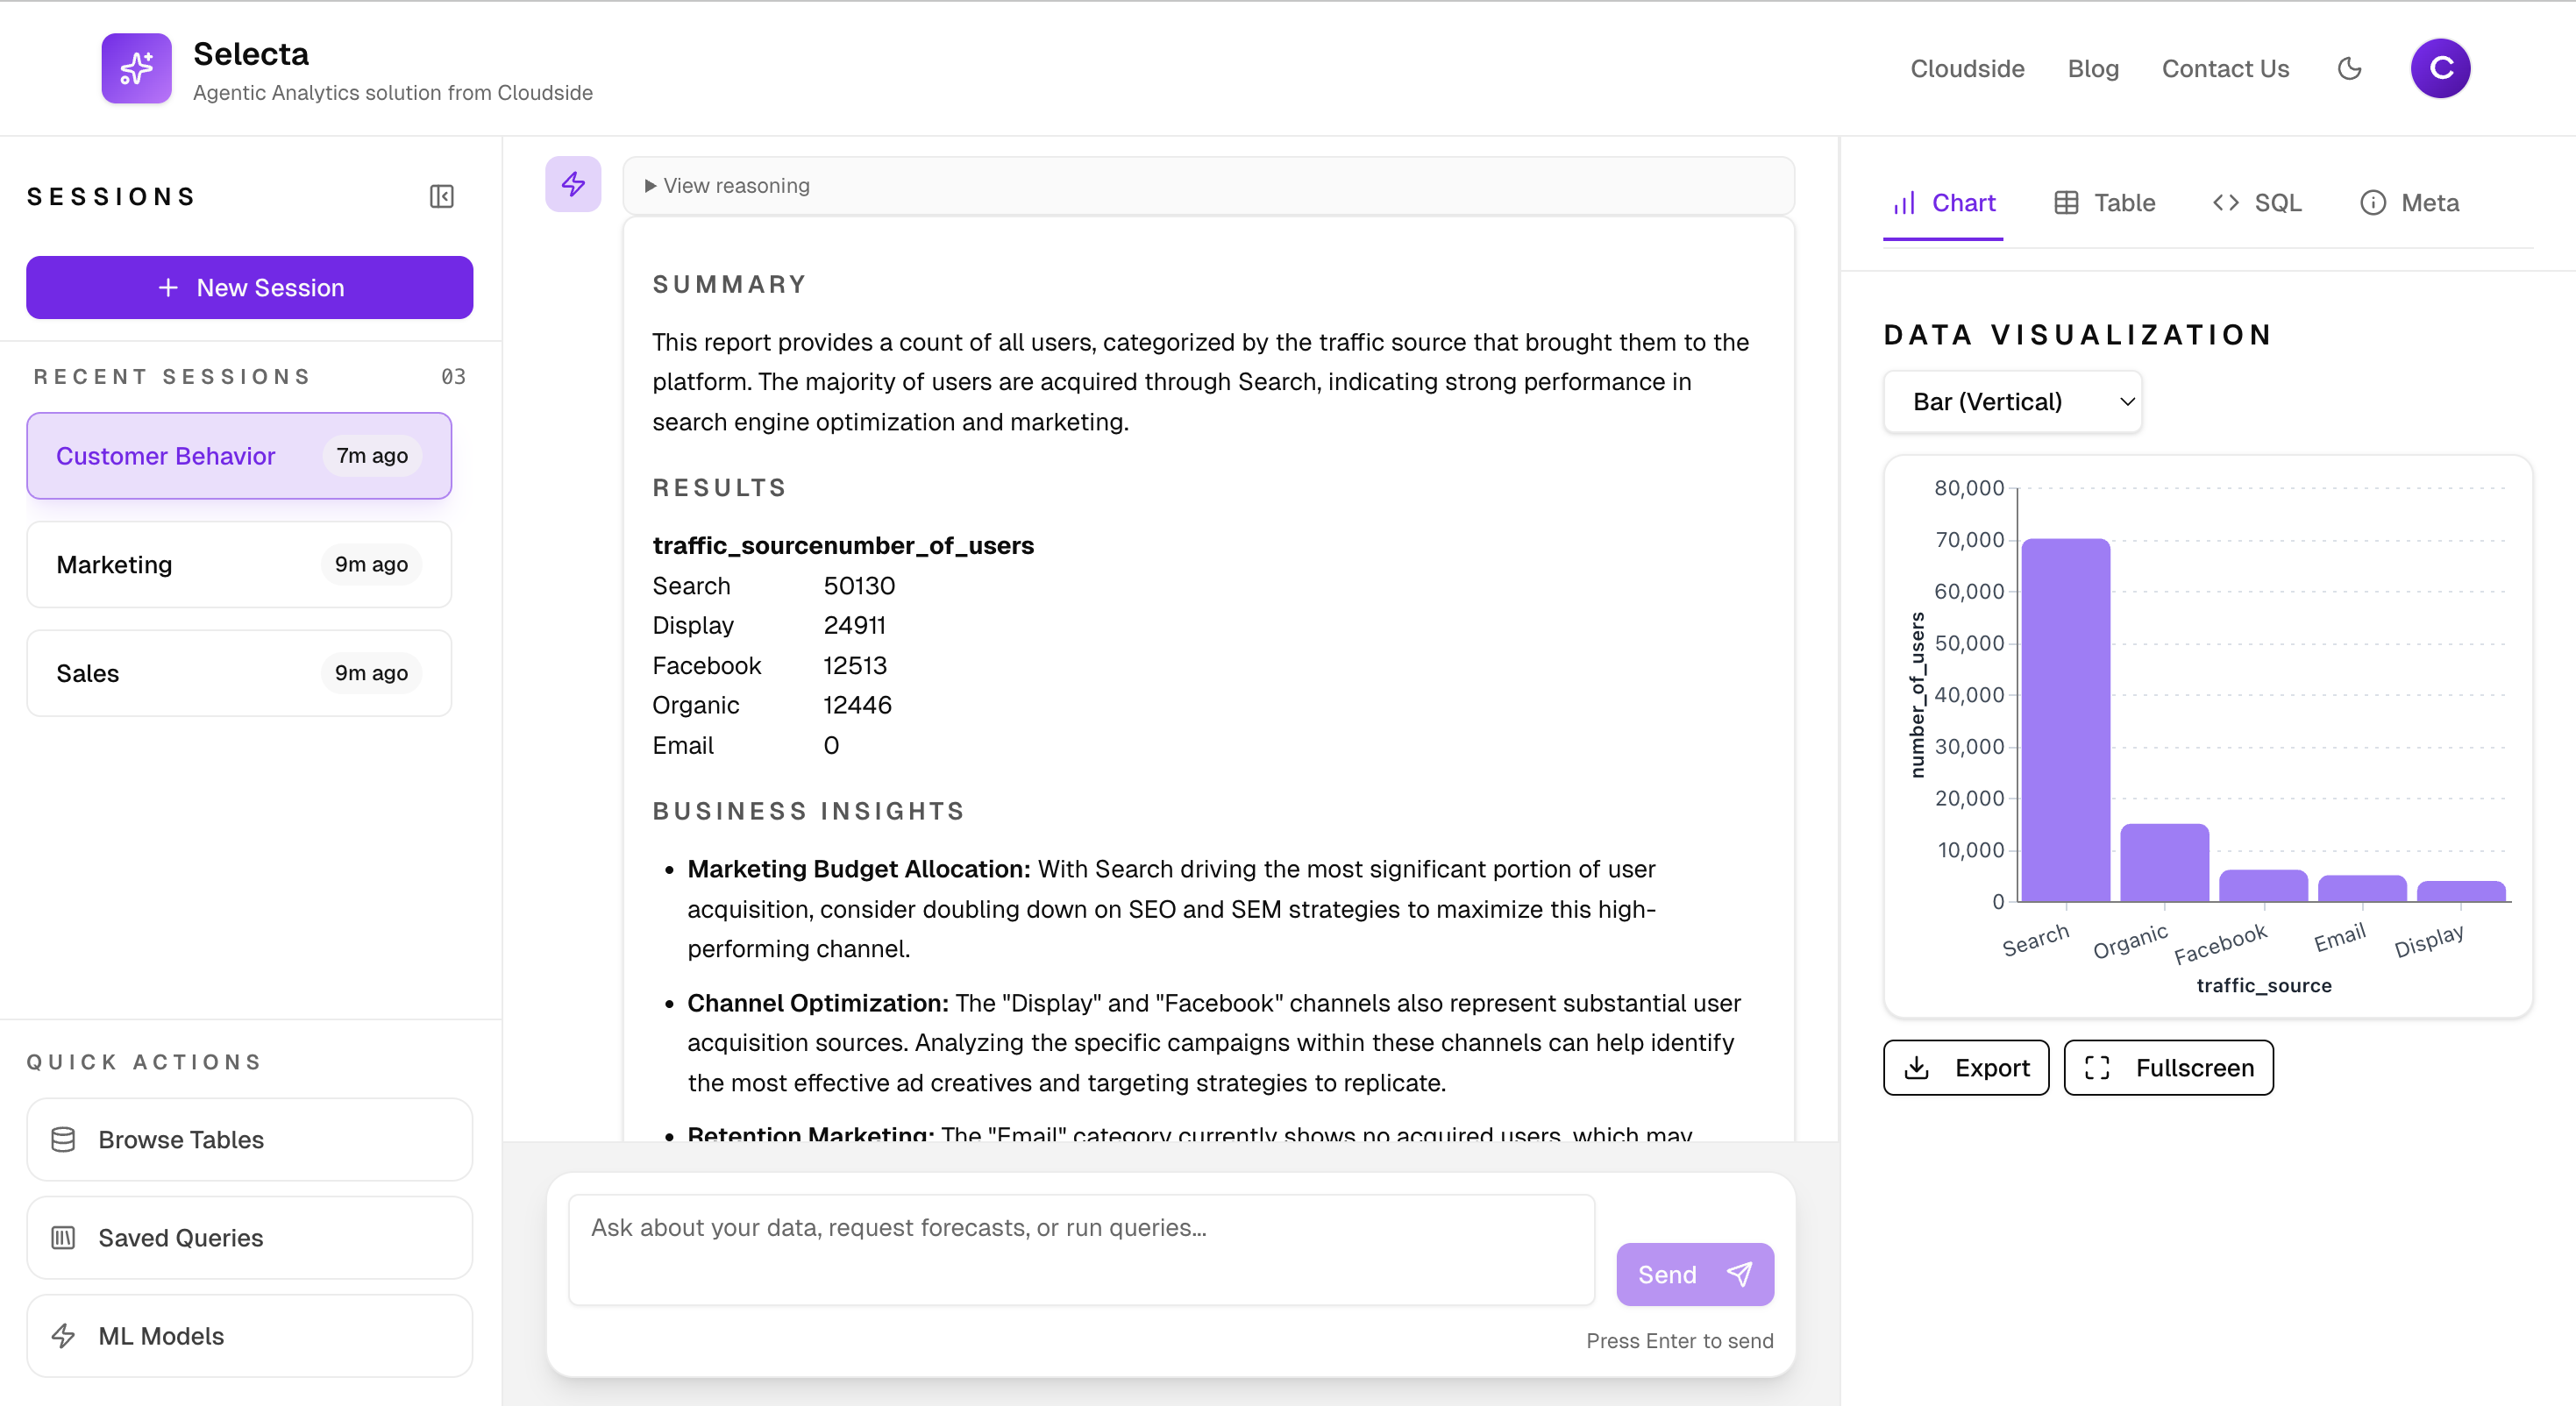 Selecta
Agentic Analytics solution from Cloudside
Cloudside
Blog
Contact Us
C
SESSIONS
New Session
RECENT SESSIONS 03
Customer Behavior 7m ago
Marketing 9m ago
Sales 9m ago
QUICK ACTIONS
Browse Tables
Saved Queries
ML Models
View reasoning
SUMMARY
This report provides a count of all users, categorized by the traffic source that brought them to the
platform. The majority of users are acquired through Search, indicating strong performance in
search engine optimization and marketing.
RESULTS
traffic_sourcenumber_of_users
Search 50130
Display 24911
Facebook 12513
Organic 12446
Email 0
BUSINESS INSIGHTS
• Marketing Budget Allocation: With Search driving the most significant portion of user
acquisition, consider doubling down on SEO and SEM strategies to maximize this high-
performing channel.
• Channel Optimization: The "Display" and "Facebook" channels also represent substantial user
acquisition sources. Analyzing the specific campaigns within these channels can help identify
the most effective ad creatives and targeting strategies to replicate.
• Retention Marketing: The "Email" category currently shows no acquired users, which may
Ask about your data, request forecasts, or run queries...
Send
Press Enter to send
Chart
Table
SQL
Meta
DATA VISUALIZATION
Bar (Vertical)
80,000
70,000
60,000
50,000
40,000
30,000
20,000
10,000
0
number_of_users
Search
Organic
Facebook
Email
Display
traffic_source
Export
Fullscreen